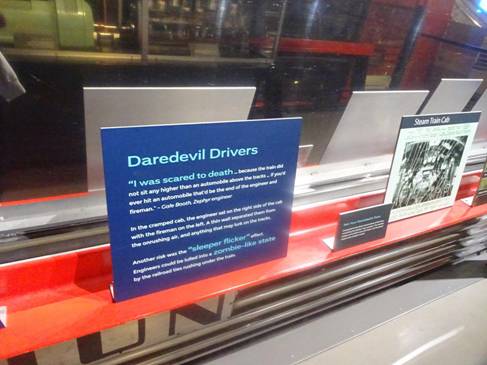 Daredevil Drivers
"I was scared to death ... because the train did
not sit any higher than an automobile above the tracks ... if you'd
ever hit an automobile that'd be the end of the engineer and
fireman." - Cale Booth, Zephyr engineer
In the cramped cab, the engineer sat on the right side of the cab
with the fireman on the left. A thin wall separated them from
the onrushing air, and anything that may lurk on the tracks.
Another risk was the "sleeper flicker" effect.
Engineers could be lulled into a zombie-like state
by the railroad ties rushing under the train.
Steam Train Cab